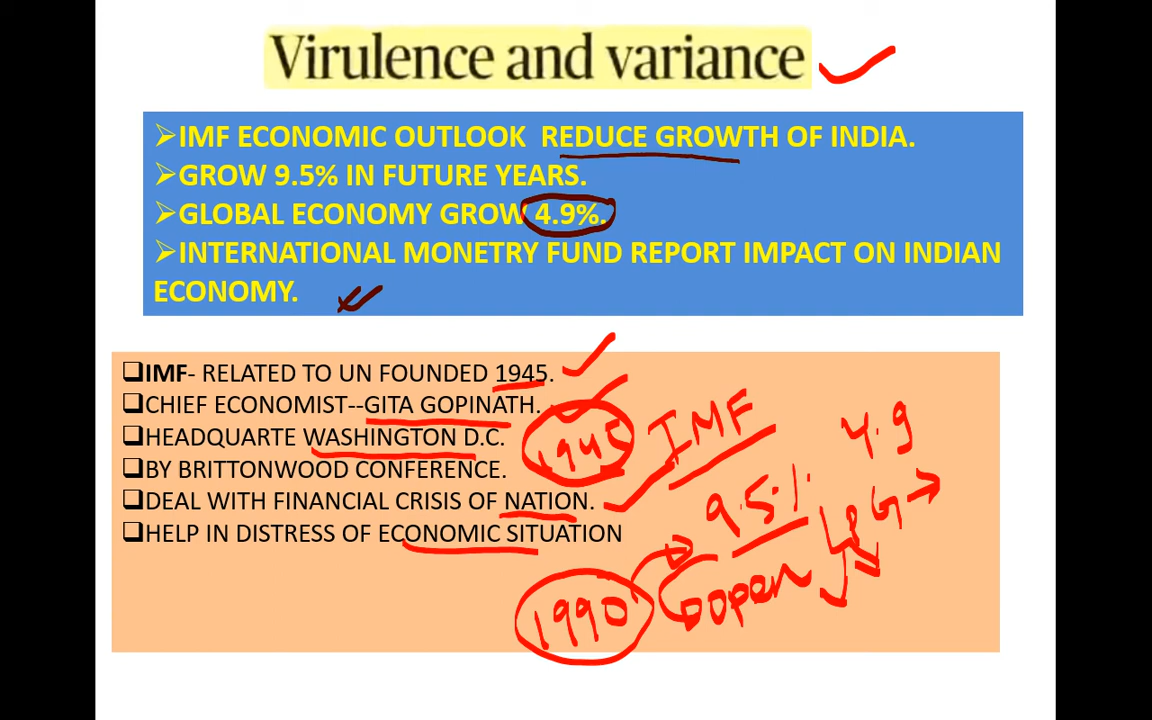 Virulence and variance
➢IMF ECONOMIC OUTLOOK REDUCE GROWTH OF INDIA.
➢GROW 9.5% IN FUTURE YEARS.
➢GLOBAL ECONOMY GROW 4.9%.
➢INTERNATIONAL MONETRY FUND REPORT IMPACT ON INDIAN
ECONOMY.
❑IMF- RELATED TO UN FOUNDED 1945.
❑CHIEF ECONOMIST--GITA GOPINATH.
❑HEADQUARTE WASHINGTON D.C.
❑BY BRITTONWOOD CONFERENCE.
❑DEAL WITH FINANCIAL CRISIS OF NATION.
❑HELP IN DISTRESS OF ECONOMIC SITUATION
1945 IMF 4.9
9.5%
1990 open